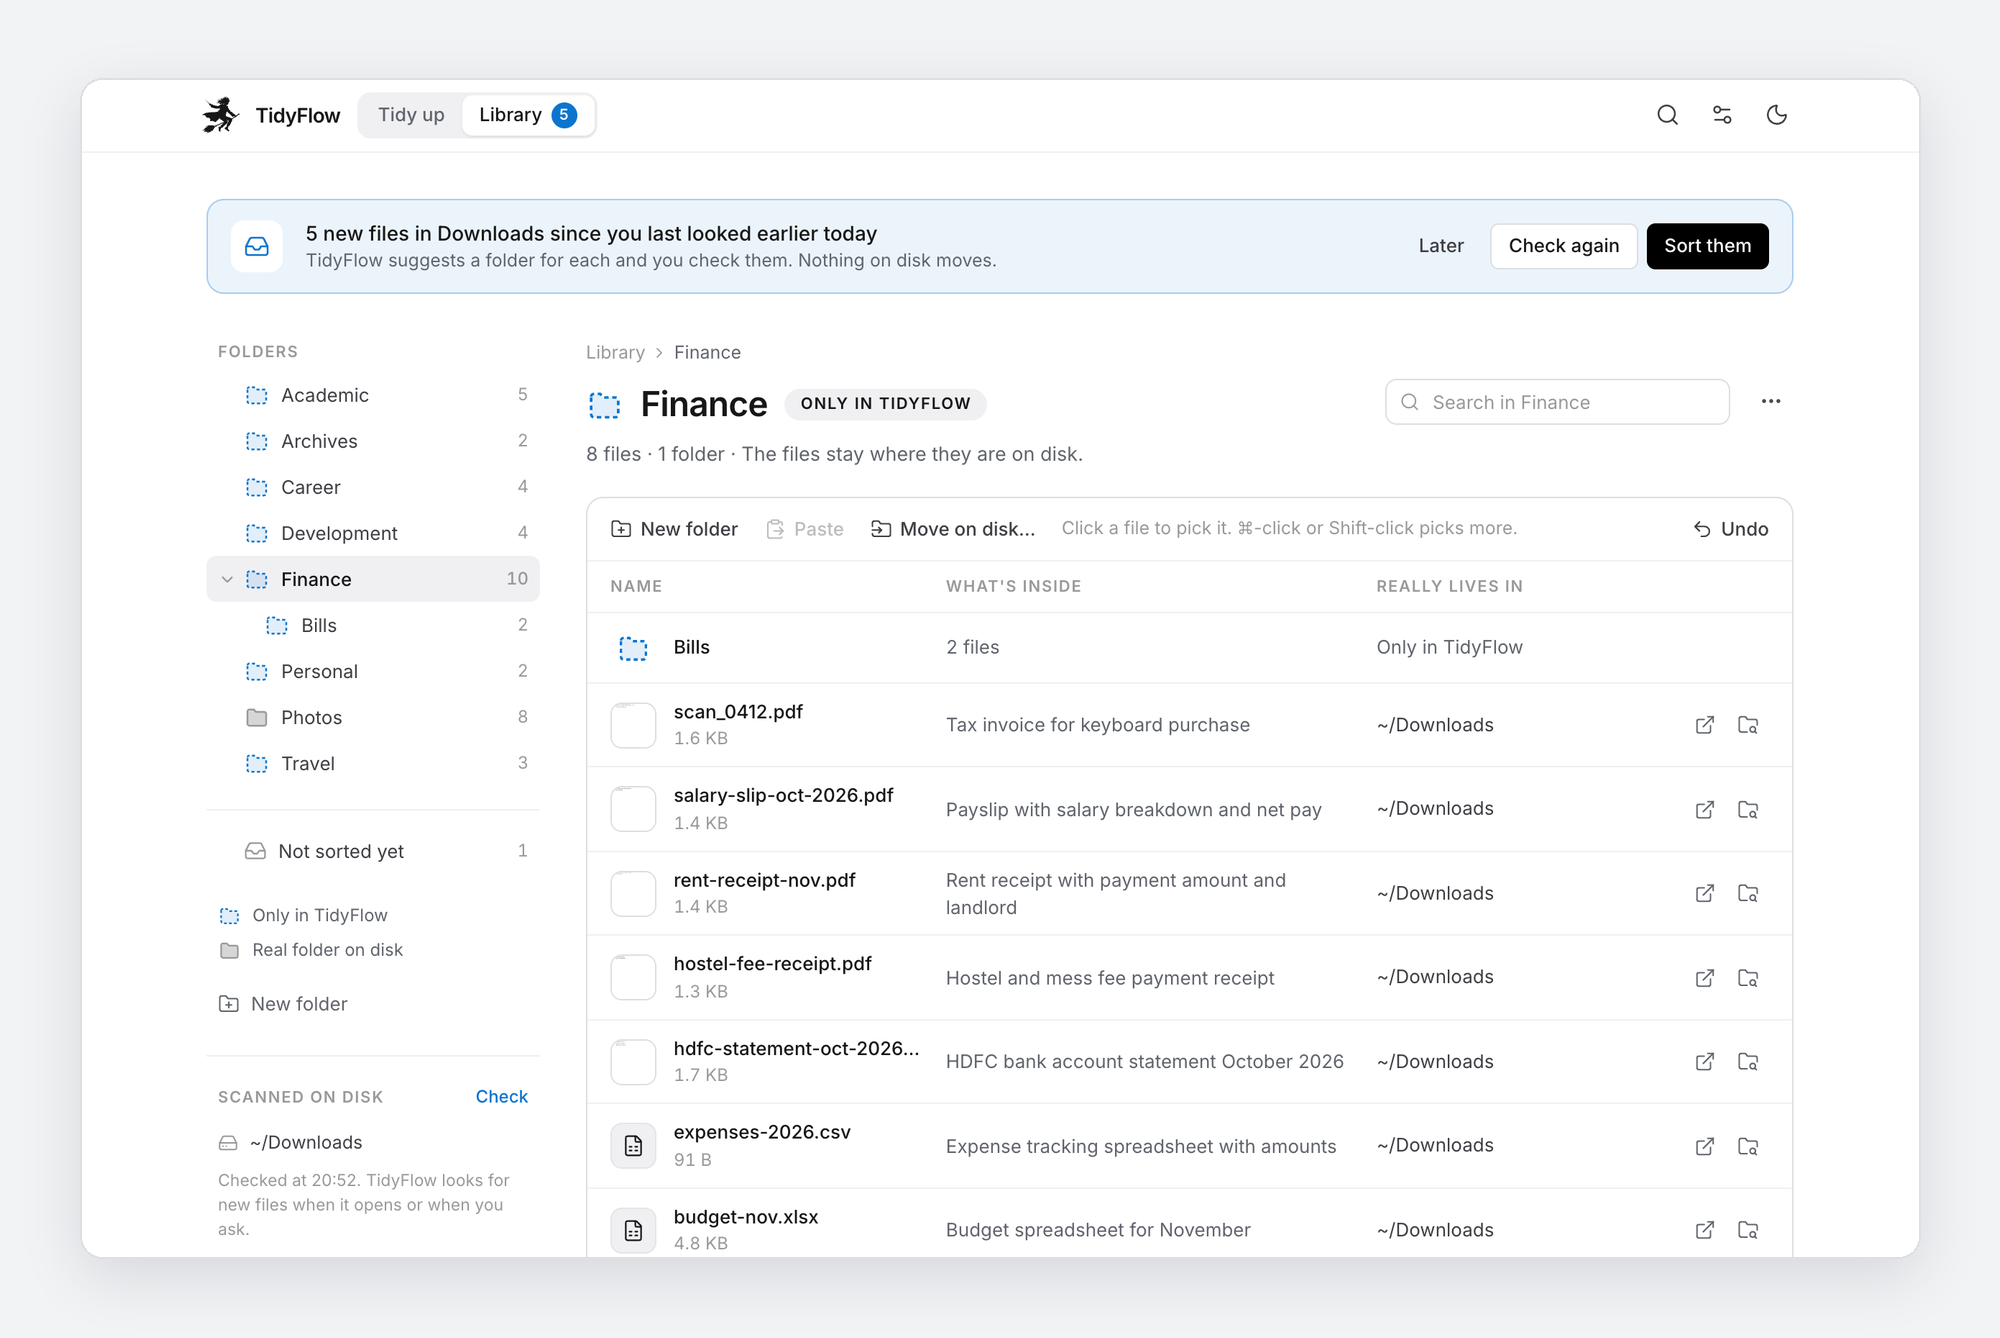 TidyFlow
Tidy up
Library 5
5 new files in Downloads since you last looked earlier today
TidyFlow suggests a folder for each and you check them. Nothing on disk moves.
Later
Check again
Sort them
FOLDERS
Academic 5
Archives 2
Career 4
Development 4
Finance 10
Bills 2
Personal 2
Photos 8
Travel 3
Not sorted yet 1
Only in TidyFlow
Real folder on disk
New folder
SCANNED ON DISK Check
~/Downloads
Checked at 20:52. TidyFlow looks for
new files when it opens or when you
ask.
Library > Finance
Finance ONLY IN TIDYFLOW
Search in Finance
8 files · 1 folder · The files stay where they are on disk.
New folder
Paste
Move on disk...
Click a file to pick it. ⌘-click or Shift-click picks more.
Undo
NAME WHAT'S INSIDE REALLY LIVES IN
Bills 2 files Only in TidyFlow
scan_0412.pdf
1.6 KB
Tax invoice for keyboard purchase
~/Downloads
salary-slip-oct-2026.pdf
1.4 KB
Payslip with salary breakdown and net pay
~/Downloads
rent-receipt-nov.pdf
1.4 KB
Rent receipt with payment amount and
landlord
~/Downloads
hostel-fee-receipt.pdf
1.3 KB
Hostel and mess fee payment receipt
~/Downloads
hdfc-statement-oct-2026...
1.7 KB
HDFC bank account statement October 2026
~/Downloads
expenses-2026.csv
91 B
Expense tracking spreadsheet with amounts
~/Downloads
budget-nov.xlsx
4.8 KB
Budget spreadsheet for November
~/Downloads